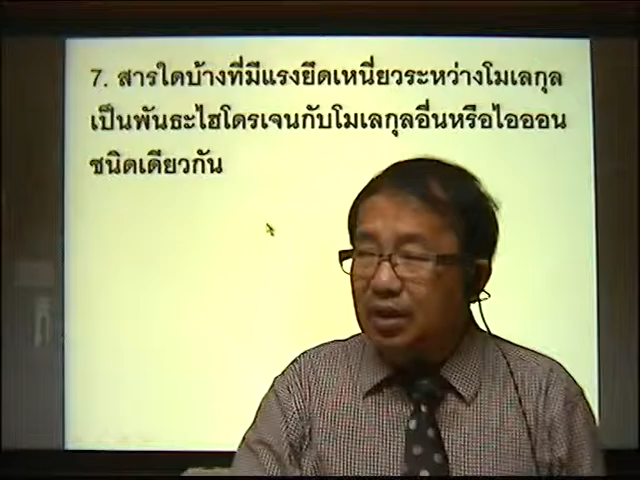 7. สารใดบ้างที่มีแรงยึดเหนี่ยวระหว่างโมเลกุล
เป็นพันธะไฮโดรเจนกับโมเลกุลอื่นหรือไอออน
ชนิดเดียวกัน